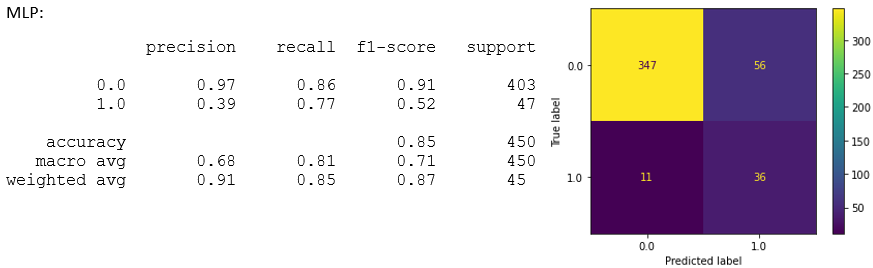 MLP:
precision recall f1-score support
0.0 0.97 0.86 0.91 403
1.0 0.39 0.77 0.52 47
accuracy 0.85 450
macro avg 0.68 0.81 0.71 450
weighted avg 0.91 0.85 0.87 45
True label
0.0
1.0
347 56
11 36
0.0 1.0
Predicted label
300
250
200
150
100
50